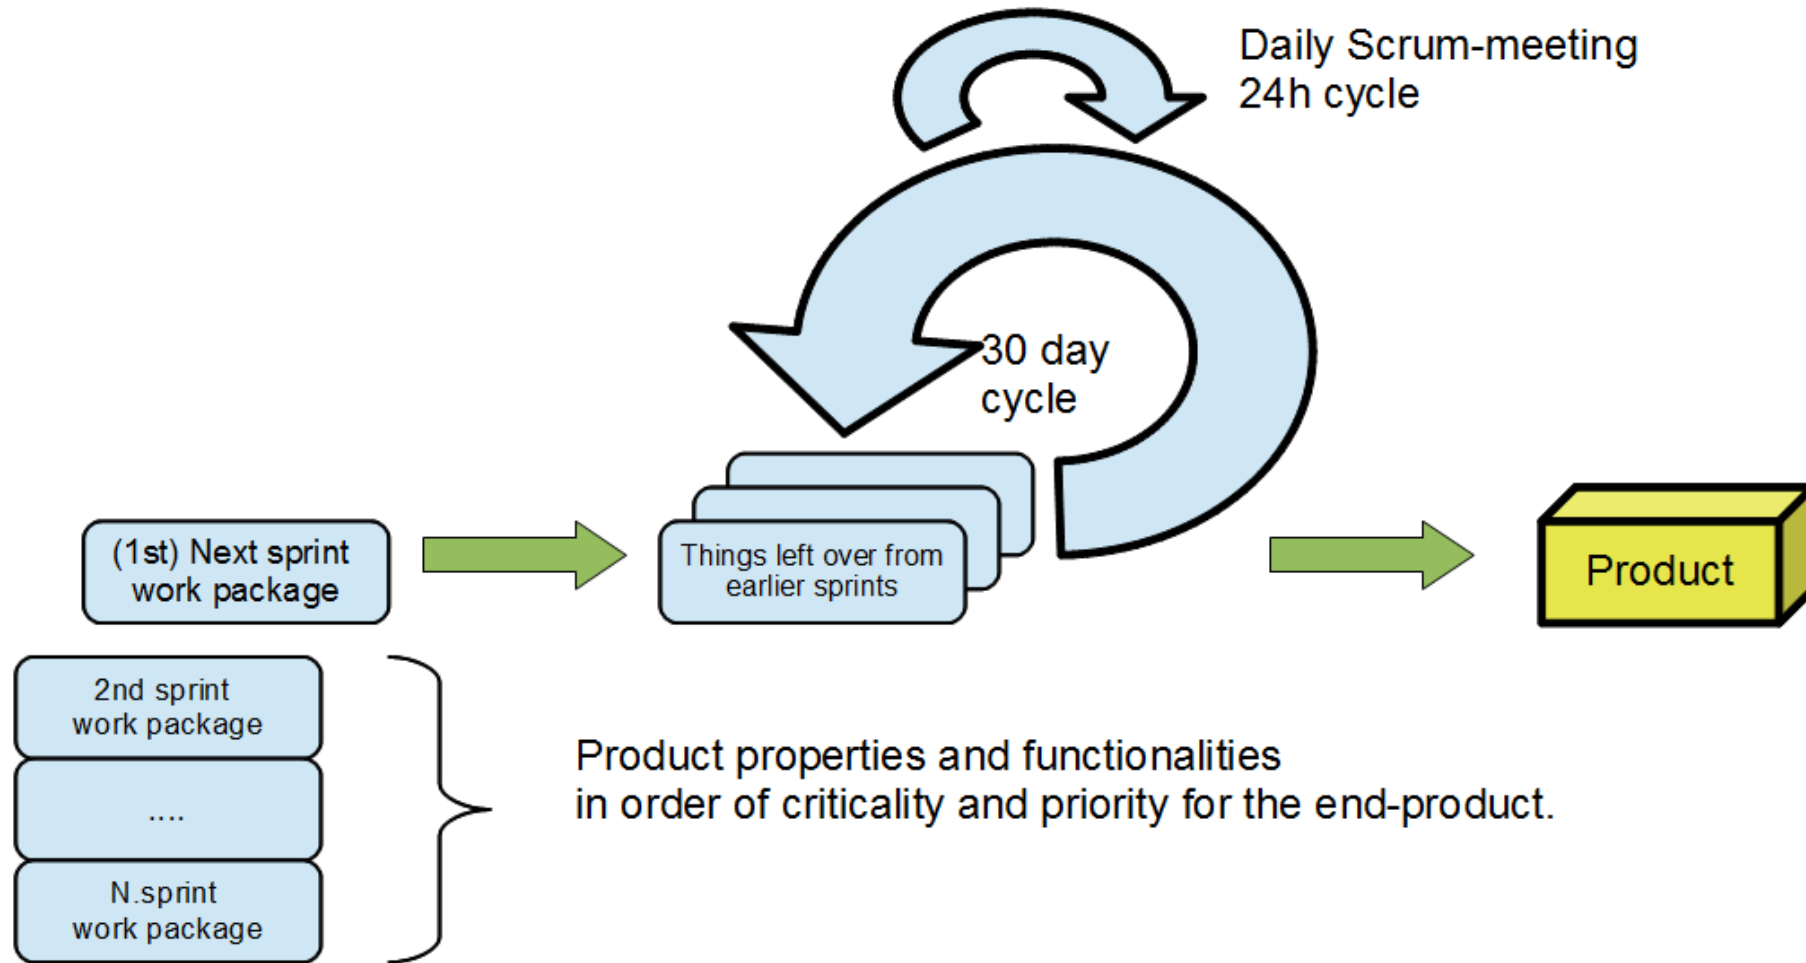 Daily Scrum-meeting
24h cycle
30 day
cycle
(1st) Next sprint
work package
Things left over from
earlier sprints
Product
2nd sprint
work package
....
N.sprint
work package
Product properties and functionalities
in order of criticality and priority for the end-product.